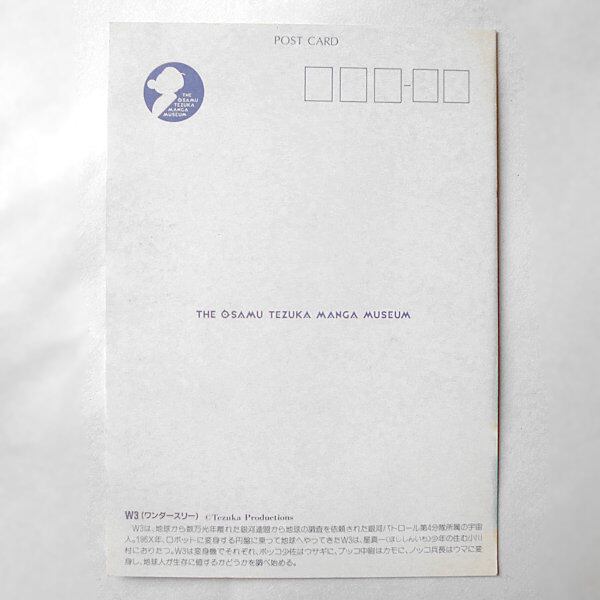 POST CARD
THE
OSAMU
TEZUKA
MANGA
MUSEUM
THE OSAMU TEZUKA MANGA MUSEUM
W3(ワンダースリー) ©Tezuka Productions
W3は、地球から数万光年離れた銀河連盟から地球の調査を依頼された銀河パトロール第4分隊所属の宇宙
人。196X年、ロボットに変身する円盤に乗って地球へやってきたW3は、星真一(ほししんいち)少年の住む小川
村におりたつ。W3は変身機でそれぞれ、ボッコ少佐はウサギに、プッコ中尉はカモに、ノッコ兵長はウマに変
身し、地球人が生存に値するかどうかを調べ始める。